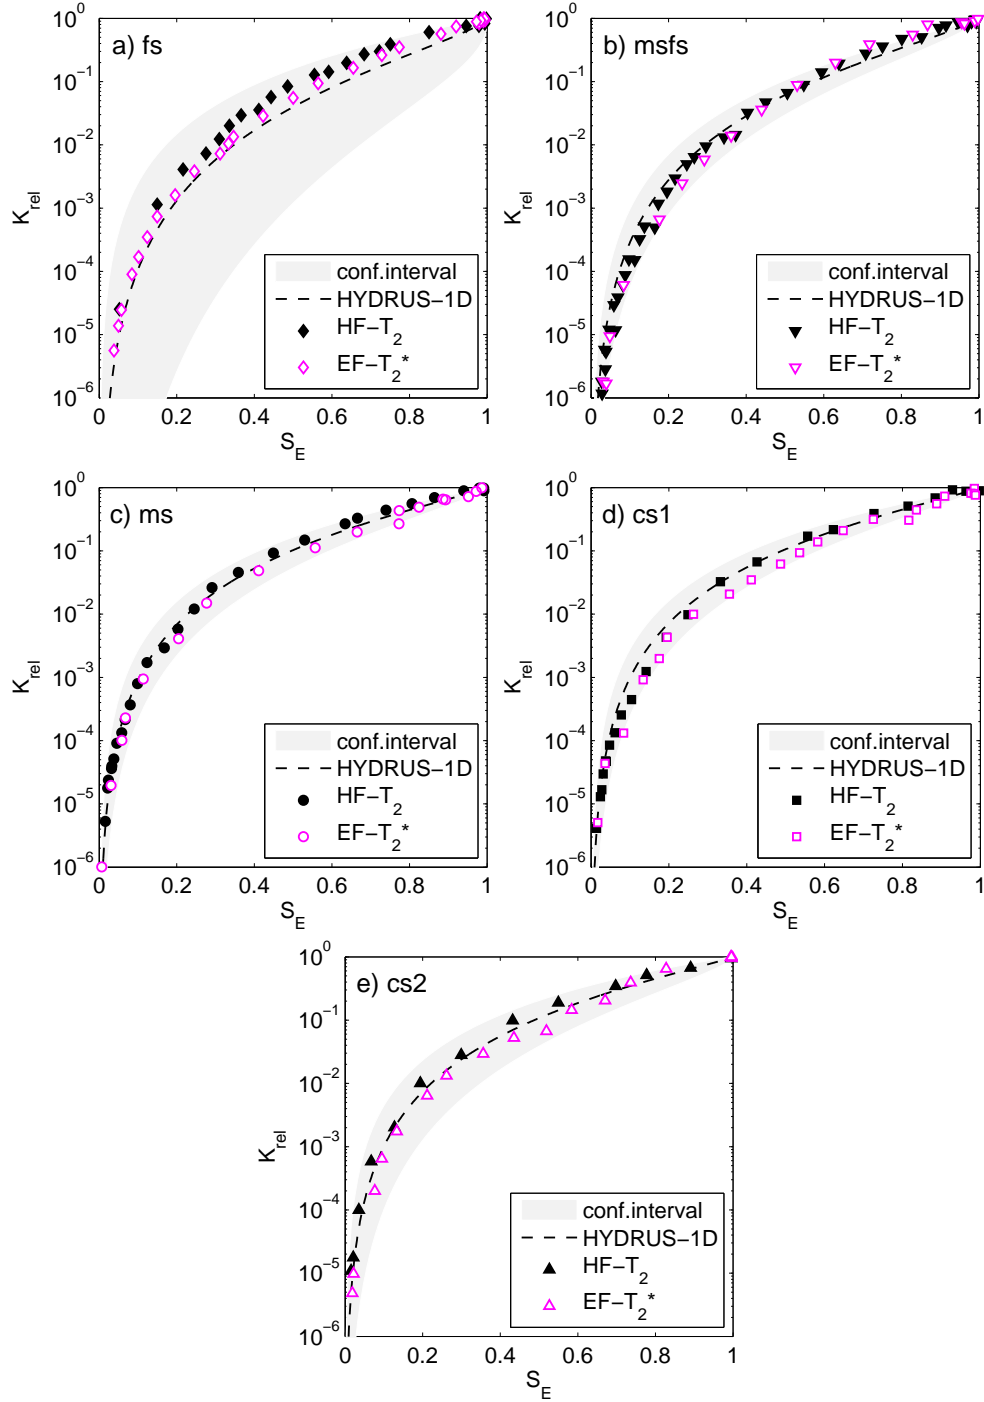 a) fs
10^0
10^-1
10^-2
10^-3
10^-4
10^-5
10^-6
K_rel
0 0.2 0.4 0.6 0.8 1
S_E
conf.interval
HYDRUS-1D
HF-T_2
EF-T_2*
b) msfs
10^0
10^-1
10^-2
10^-3
10^-4
10^-5
10^-6
K_rel
0 0.2 0.4 0.6 0.8 1
S_E
conf.interval
HYDRUS-1D
HF-T_2
EF-T_2*
c) ms
10^0
10^-1
10^-2
10^-3
10^-4
10^-5
10^-6
K_rel
0 0.2 0.4 0.6 0.8 1
S_E
conf.interval
HYDRUS-1D
HF-T_2
EF-T_2*
d) cs1
10^0
10^-1
10^-2
10^-3
10^-4
10^-5
10^-6
K_rel
0 0.2 0.4 0.6 0.8 1
S_E
conf.interval
HYDRUS-1D
HF-T_2
EF-T_2*
e) cs2
10^0
10^-1
10^-2
10^-3
10^-4
10^-5
10^-6
K_rel
0 0.2 0.4 0.6 0.8 1
S_E
conf.interval
HYDRUS-1D
HF-T_2
EF-T_2*